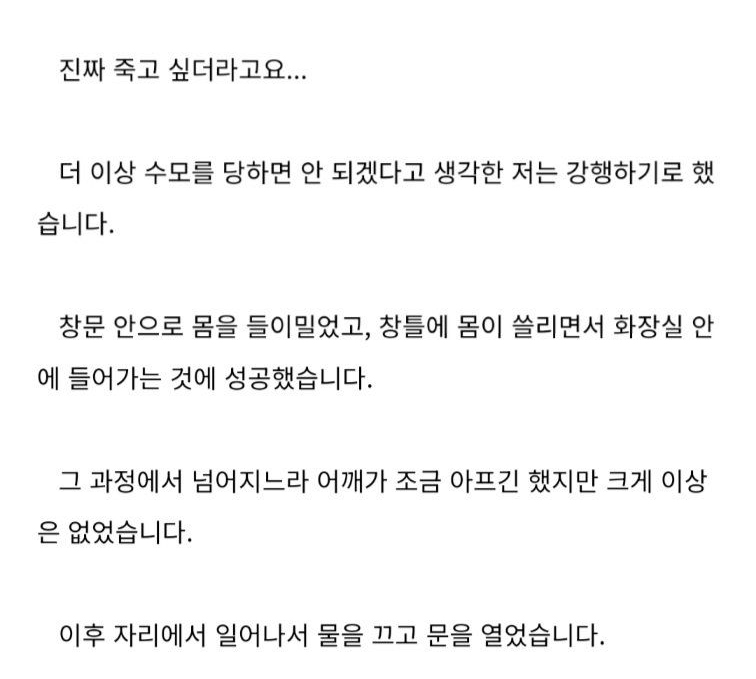 진짜 죽고 싶더라고요...
더 이상 수모를 당하면 안 되겠다고 생각한 저는 강행하기로 했
습니다.
창문 안으로 몸을 들이밀었고, 창틀에 몸이 쓸리면서 화장실 안
에 들어가는 것에 성공했습니다.
그 과정에서 넘어지느라 어깨가 조금 아프긴 했지만 크게 이상
은 없었습니다.
이후 자리에서 일어나서 물을 끄고 문을 열었습니다.